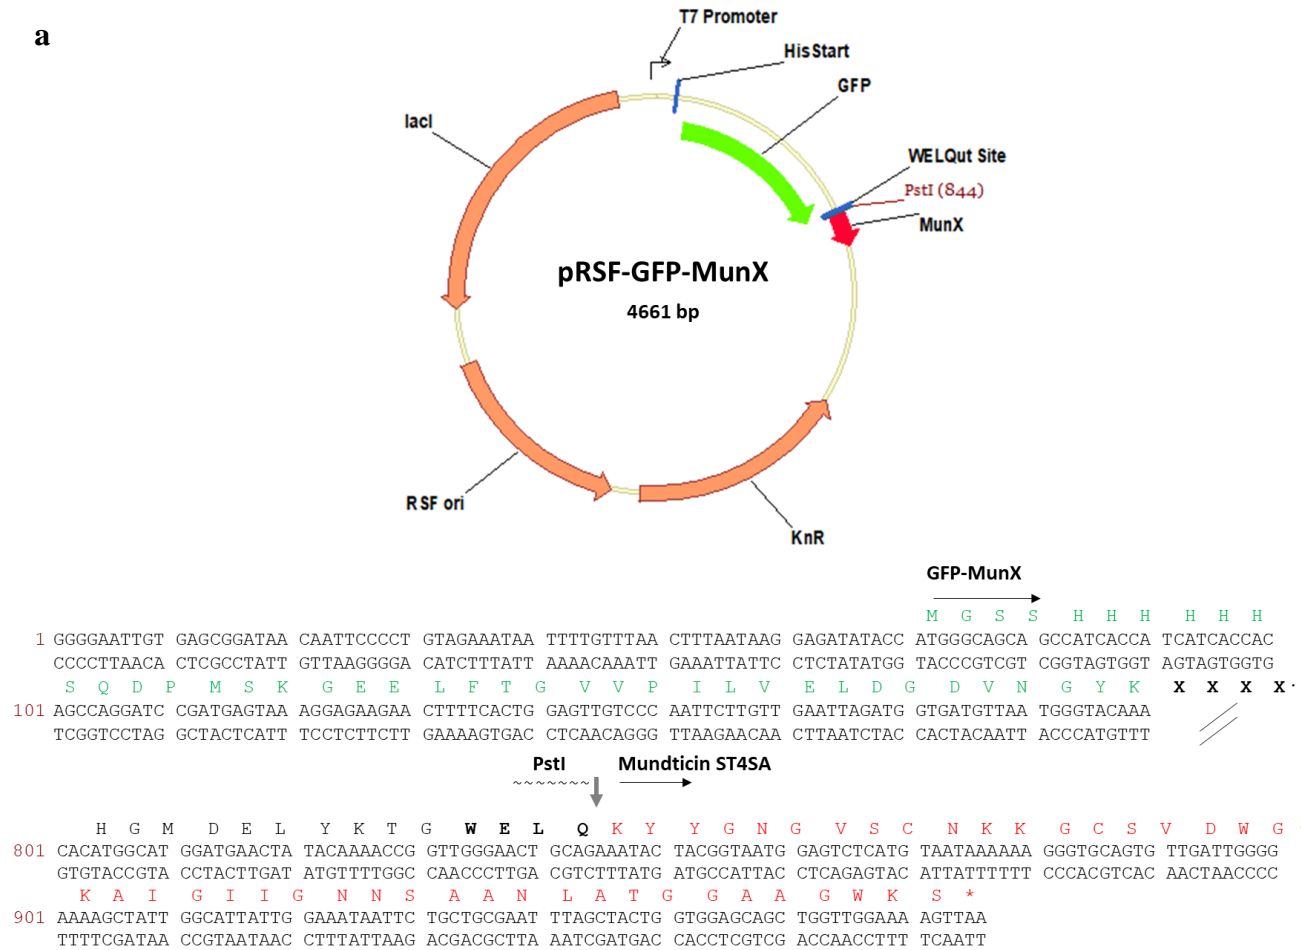 a
T7 Promoter
HisStart
GFP
lacI
WELQut Site
PstI (844)
MunX
pRSF-GFP-MunX
4661 bp
RSF ori
KnR
GFP-MunX
M G S S H H H H H H
1 GGGGAATTGT GAGCGGATAA CAATTCCCCT GTAGAAATAA TTTTGTTTAA CTTTAATAAG GAGATATACC ATGGGCAGCA GCCATCACCA TCATCACCAC
CCCCTTAACA CTCGCCTATT GTTAAGGGGA CATCTTTATT AAAACAAATT GAAATTATTC CTCTATATGG TACCCGTCGT CGGTAGTGGT AGTAGTGGTG
S Q D P M S K G E E L F T G V V P I L V E L D G D V N G Y K X X X X ·
101 AGCCAGGATC CGATGAGTAA AGGAGAAGAA CTTTTCACTG GAGTTGTCCC AATTCTTGTT GAATTAGATG GTGATGTTAA TGGGTACAAA
TCGGTCCTAG GCTACTCATT TCCTCTTCTT GAAAAGTGAC CTCAACAGGG TTAAGAACAA CTTAATCTAC CACTACAATT ACCCATGTTT
PstI Mundticin ST4SA
~~~~~~~
H G M D E L Y K T G W E L Q K Y Y G N G V S C N K K G C S V D W G
801 CACATGGCAT GGATGAACTA TACAAAACCG GTTGGGAACT GCAGAAATAC TACGGTAATG GAGTCTCATG TAATAAAAAA GGGTGCAGTG TTGATTGGGG
GTGTACCGTA CCTACTTGAT ATGTTTTGGC CAACCCTTGA CGTCTTTATG ATGCCATTAC CTCAGAGTAC ATTATTTTTT CCCACGTCAC AACTAACCCC
K A I G I I G N N S A A N L A T G G A A G W K S *
901 AAAAGCTATT GGCATTATTG GAAATAATTC TGCTGCGAAT TTAGCTACTG GTGGAGCAGC TGGTTGGAAA AGTTAA
TTTTCGATAA CCGTAATAAC CTTTATTAAG ACGACGCTTA AATCGATGAC CACCTCGTCG ACCAACCTTT TCAATT